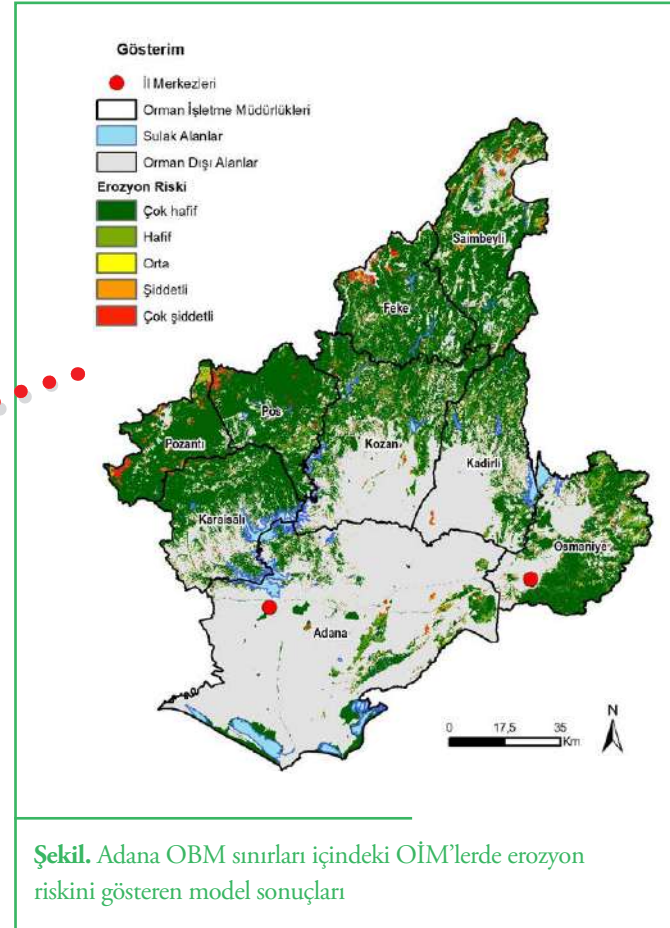 Gösterim
İl Merkezleri
Orman İşletme Müdürlükleri
Sulak Alanlar
Orman Dışı Alanlar
Erozyon Riski
Çok hafif
Hafif
Orta
Şiddetli
Çok şiddetli
Saimbeyli
Feke
Pos
Pozantı
Kozan
Kadirli
Karaisalı
Osmaniye
Adana
0 17,5 35
Km
N
Şekil. Adana OBM sınırları içindeki OİM'lerde erozyon
riskini gösteren model sonuçları